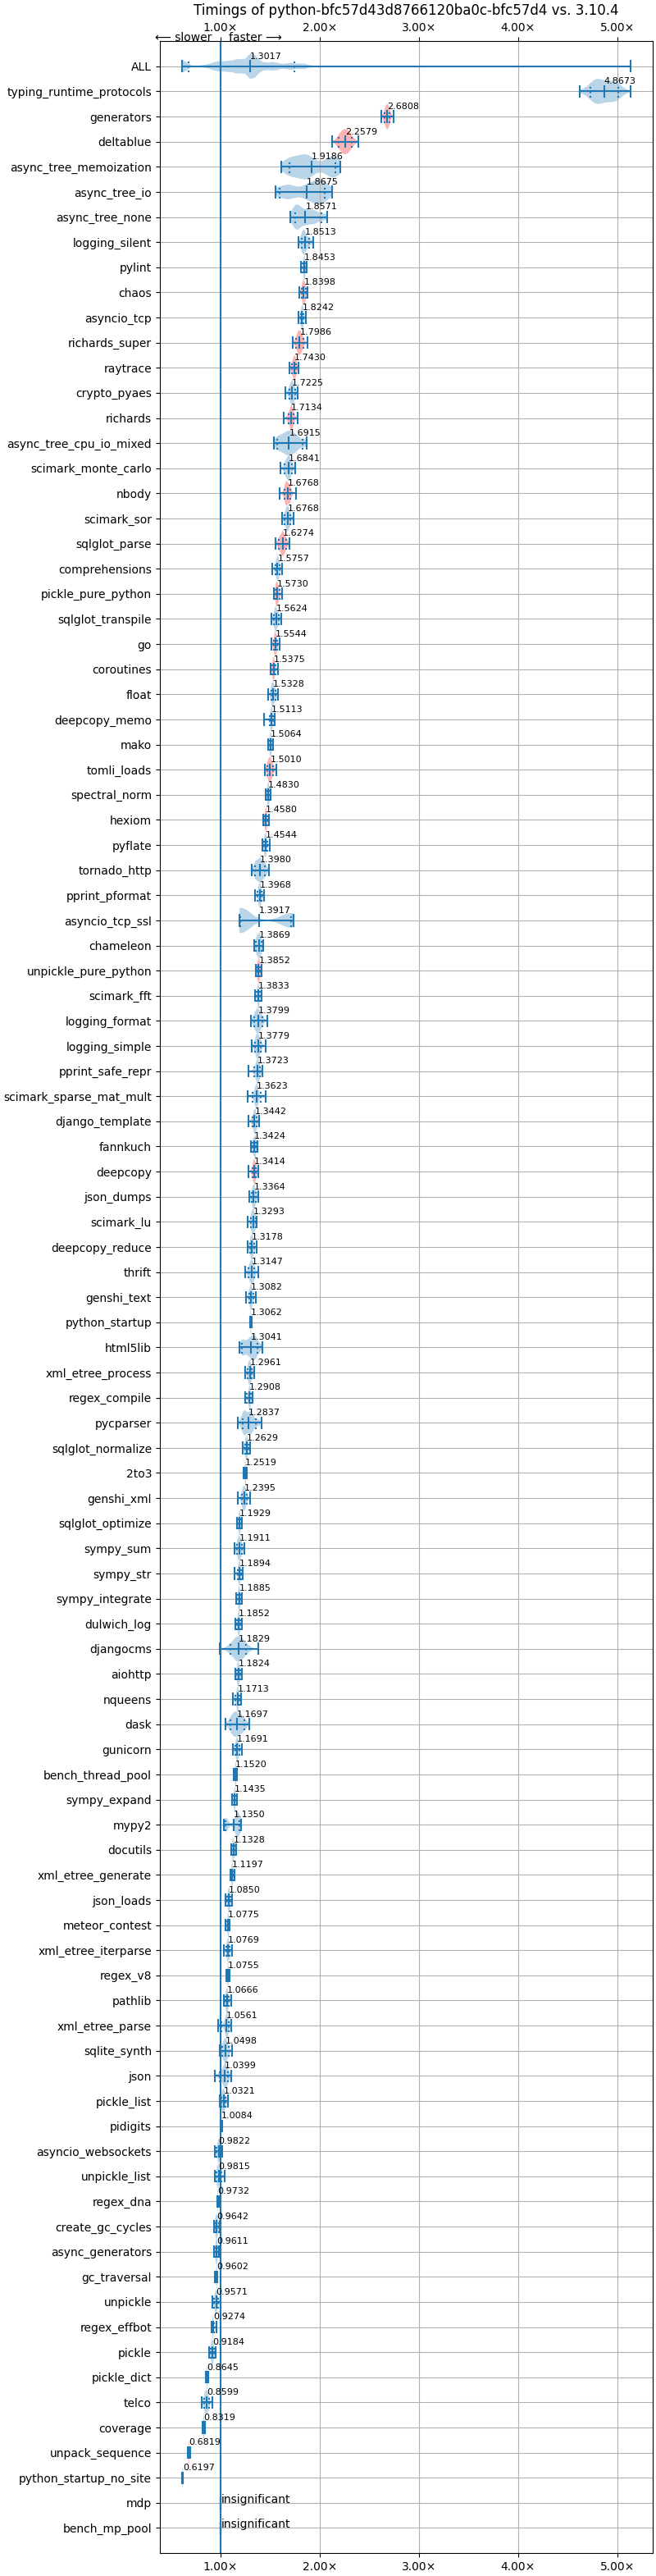 Timings of python-bfc57d43d8766120ba0c-bfc57d4 vs. 3.10.4
1.00× 2.00× 3.00× 4.00× 5.00×
⟵ slower faster ⟶
ALL 1.3017
typing_runtime_protocols 4.8673
generators 2.6808
deltablue 2.2579
async_tree_memoization 1.9186
async_tree_io 1.8675
async_tree_none 1.8571
logging_silent 1.8513
pylint 1.8453
chaos 1.8398
asyncio_tcp 1.8242
richards_super 1.7986
raytrace 1.7430
crypto_pyaes 1.7225
richards 1.7134
async_tree_cpu_io_mixed 1.6915
scimark_monte_carlo 1.6841
nbody 1.6768
scimark_sor 1.6768
sqlglot_parse 1.6274
comprehensions 1.5757
pickle_pure_python 1.5730
sqlglot_transpile 1.5624
go 1.5544
coroutines 1.5375
float 1.5328
deepcopy_memo 1.5113
mako 1.5064
tomli_loads 1.5010
spectral_norm 1.4830
hexiom 1.4580
pyflate 1.4544
tornado_http 1.3980
pprint_pformat 1.3968
asyncio_tcp_ssl 1.3917
chameleon 1.3869
unpickle_pure_python 1.3852
scimark_fft 1.3833
logging_format 1.3799
logging_simple 1.3779
pprint_safe_repr 1.3723
scimark_sparse_mat_mult 1.3623
django_template 1.3442
fannkuch 1.3424
deepcopy 1.3414
json_dumps 1.3364
scimark_lu 1.3293
deepcopy_reduce 1.3178
thrift 1.3147
genshi_text 1.3082
python_startup 1.3062
html5lib 1.3041
xml_etree_process 1.2961
regex_compile 1.2908
pycparser 1.2837
sqlglot_normalize 1.2629
2to3 1.2519
genshi_xml 1.2395
sqlglot_optimize 1.1929
sympy_sum 1.1911
sympy_str 1.1894
sympy_integrate 1.1885
dulwich_log 1.1852
djangocms 1.1829
aiohttp 1.1824
nqueens 1.1713
dask 1.1697
gunicorn 1.1691
bench_thread_pool 1.1520
sympy_expand 1.1435
mypy2 1.1350
docutils 1.1328
xml_etree_generate 1.1197
json_loads 1.0850
meteor_contest 1.0775
xml_etree_iterparse 1.0769
regex_v8 1.0755
pathlib 1.0666
xml_etree_parse 1.0561
sqlite_synth 1.0498
json 1.0399
pickle_list 1.0321
pidigits 1.0084
asyncio_websockets 0.9822
unpickle_list 0.9815
regex_dna 0.9732
create_gc_cycles 0.9642
async_generators 0.9611
gc_traversal 0.9602
unpickle 0.9571
regex_effbot 0.9274
pickle 0.9184
pickle_dict 0.8645
telco 0.8599
coverage 0.8319
unpack_sequence 0.6819
python_startup_no_site 0.6197
mdp insignificant
bench_mp_pool insignificant
1.00× 2.00× 3.00× 4.00× 5.00×